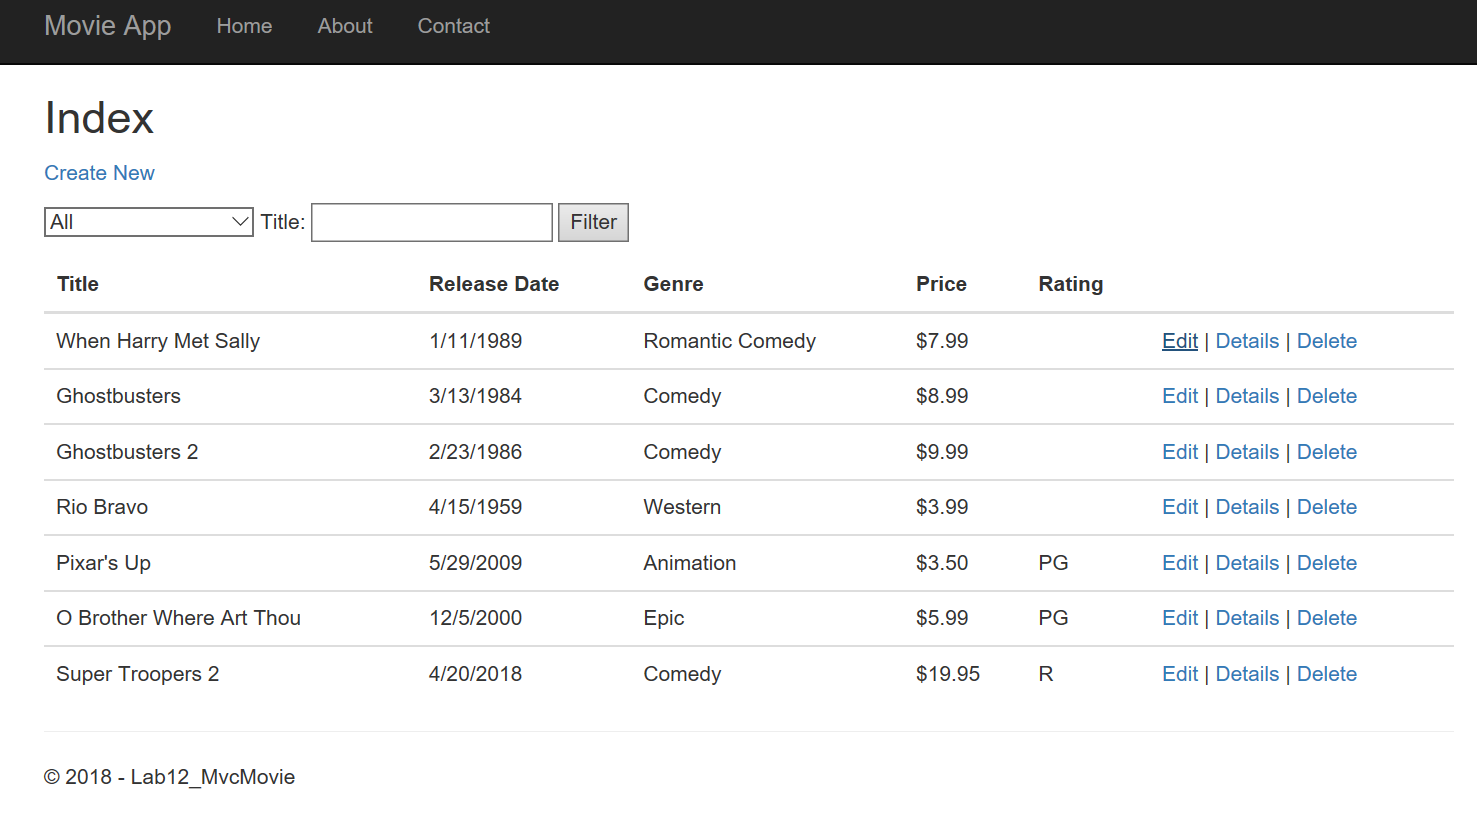 Movie App Home About Contact
Index
Create New
All Title: Filter
Title Release Date Genre Price Rating
When Harry Met Sally 1/11/1989 Romantic Comedy $7.99 Edit | Details | Delete
Ghostbusters 3/13/1984 Comedy $8.99 Edit | Details | Delete
Ghostbusters 2 2/23/1986 Comedy $9.99 Edit | Details | Delete
Rio Bravo 4/15/1959 Western $3.99 Edit | Details | Delete
Pixar's Up 5/29/2009 Animation $3.50 PG Edit | Details | Delete
O Brother Where Art Thou 12/5/2000 Epic $5.99 PG Edit | Details | Delete
Super Troopers 2 4/20/2018 Comedy $19.95 R Edit | Details | Delete
© 2018 - Lab12_MvcMovie